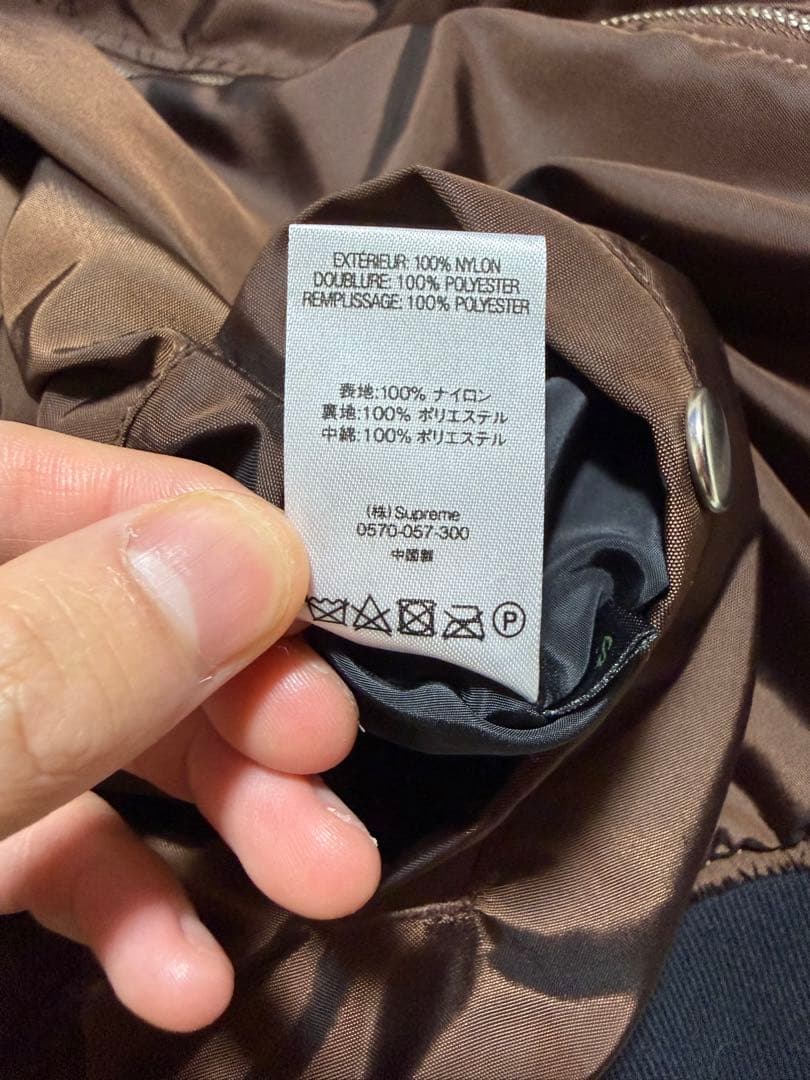 EXTÉRIEUR: 100% NYLON
DOUBLURE: 100% POLYESTER
REMPLISSAGE: 100% POLYESTER
表地:100% ナイロン
裏地:100% ポリエステル
中綿:100% ポリエステル
(株)Supreme
0570-057-300
中国製
P